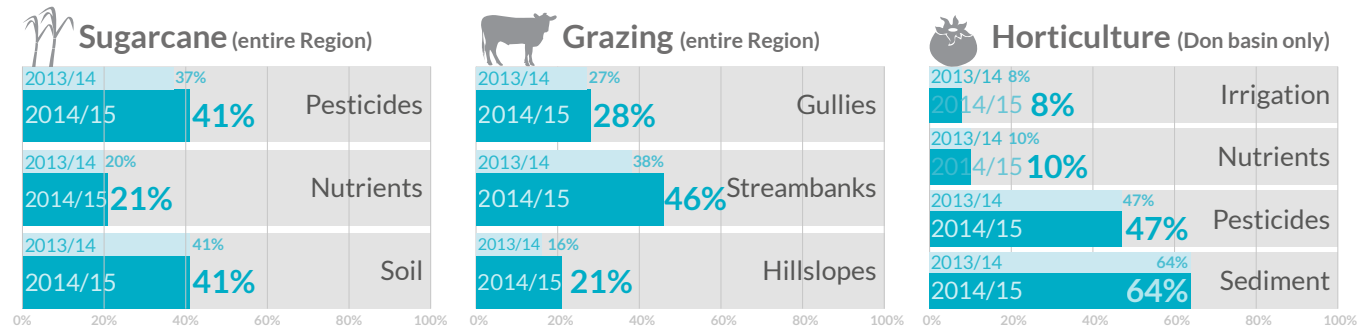 Sugarcane (entire Region)
2013/14 37%
2014/15 41% Pesticides
2013/14 20%
2014/15 21% Nutrients
2013/14 41%
2014/15 41% Soil
0% 20% 40% 60% 80% 100%
Grazing (entire Region)
2013/14 27%
2014/15 28% Gullies
2013/14 38%
2014/15 46% Streambanks
2013/14 16%
2014/15 21% Hillslopes
0% 20% 40% 60% 80% 100%
Horticulture (Don basin only)
2013/14 8%
2014/15 8% Irrigation
2013/14 10%
2014/15 10% Nutrients
2013/14 47%
2014/15 47% Pesticides
2013/14 64%
2014/15 64% Sediment
0% 20% 40% 60% 80% 100%